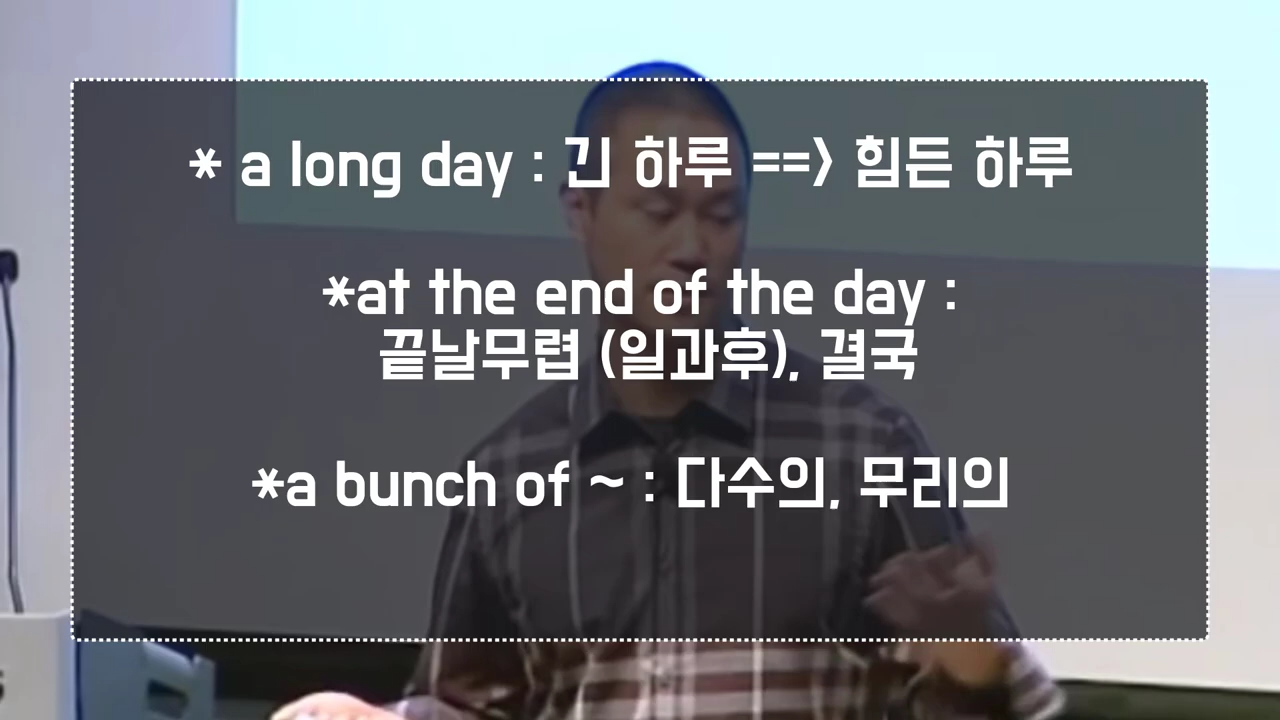 * a long day : 긴 하루 ==> 힘든 하루
*at the end of the day :
끝날무렵 (일과후), 결국
*a bunch of ~ : 다수의, 무리의